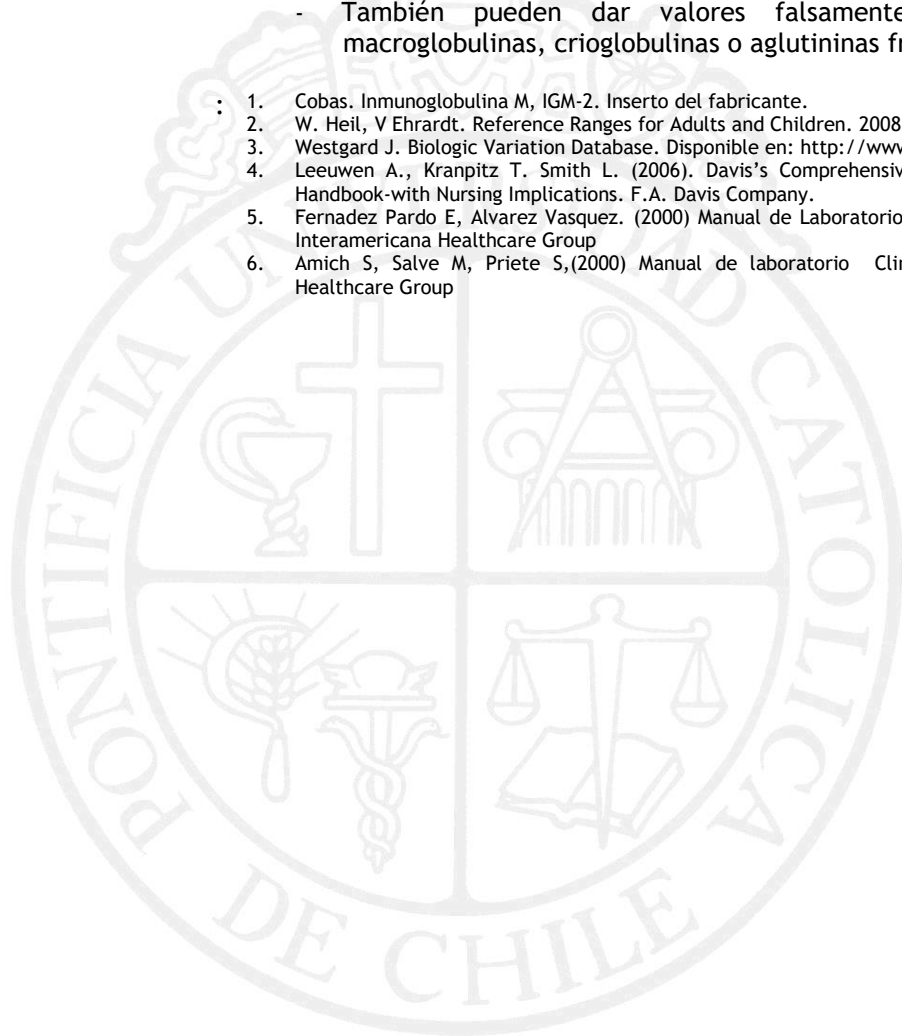 - También pueden dar valores falsamente
macroglobulinas, crioglobulinas o aglutininas
: 1. Cobas. Inmunoglobulina M, IGM-2. Inserto del fabricante.
2. W. Heil, V Ehrardt. Reference Ranges for Adults and Children. 2008
3. Westgard J. Biologic Variation Database. Disponible en: http://www
4. Leeuwen A., Kranpitz T. Smith L. (2006). Davis's
Handbook-with Nursing Implications. F.A. Davis Company.
5. Fernadez Pardo E, Alvarez Vasquez. (2000) Manual de Laboratorio
Interamericana Healthcare Group
6. Amich S, Salve M, Priete S,(2000) Manual de laboratorio
Healthcare Group
PONTIFICIA UNIVERSIDAD CATOLICA DE CHILE